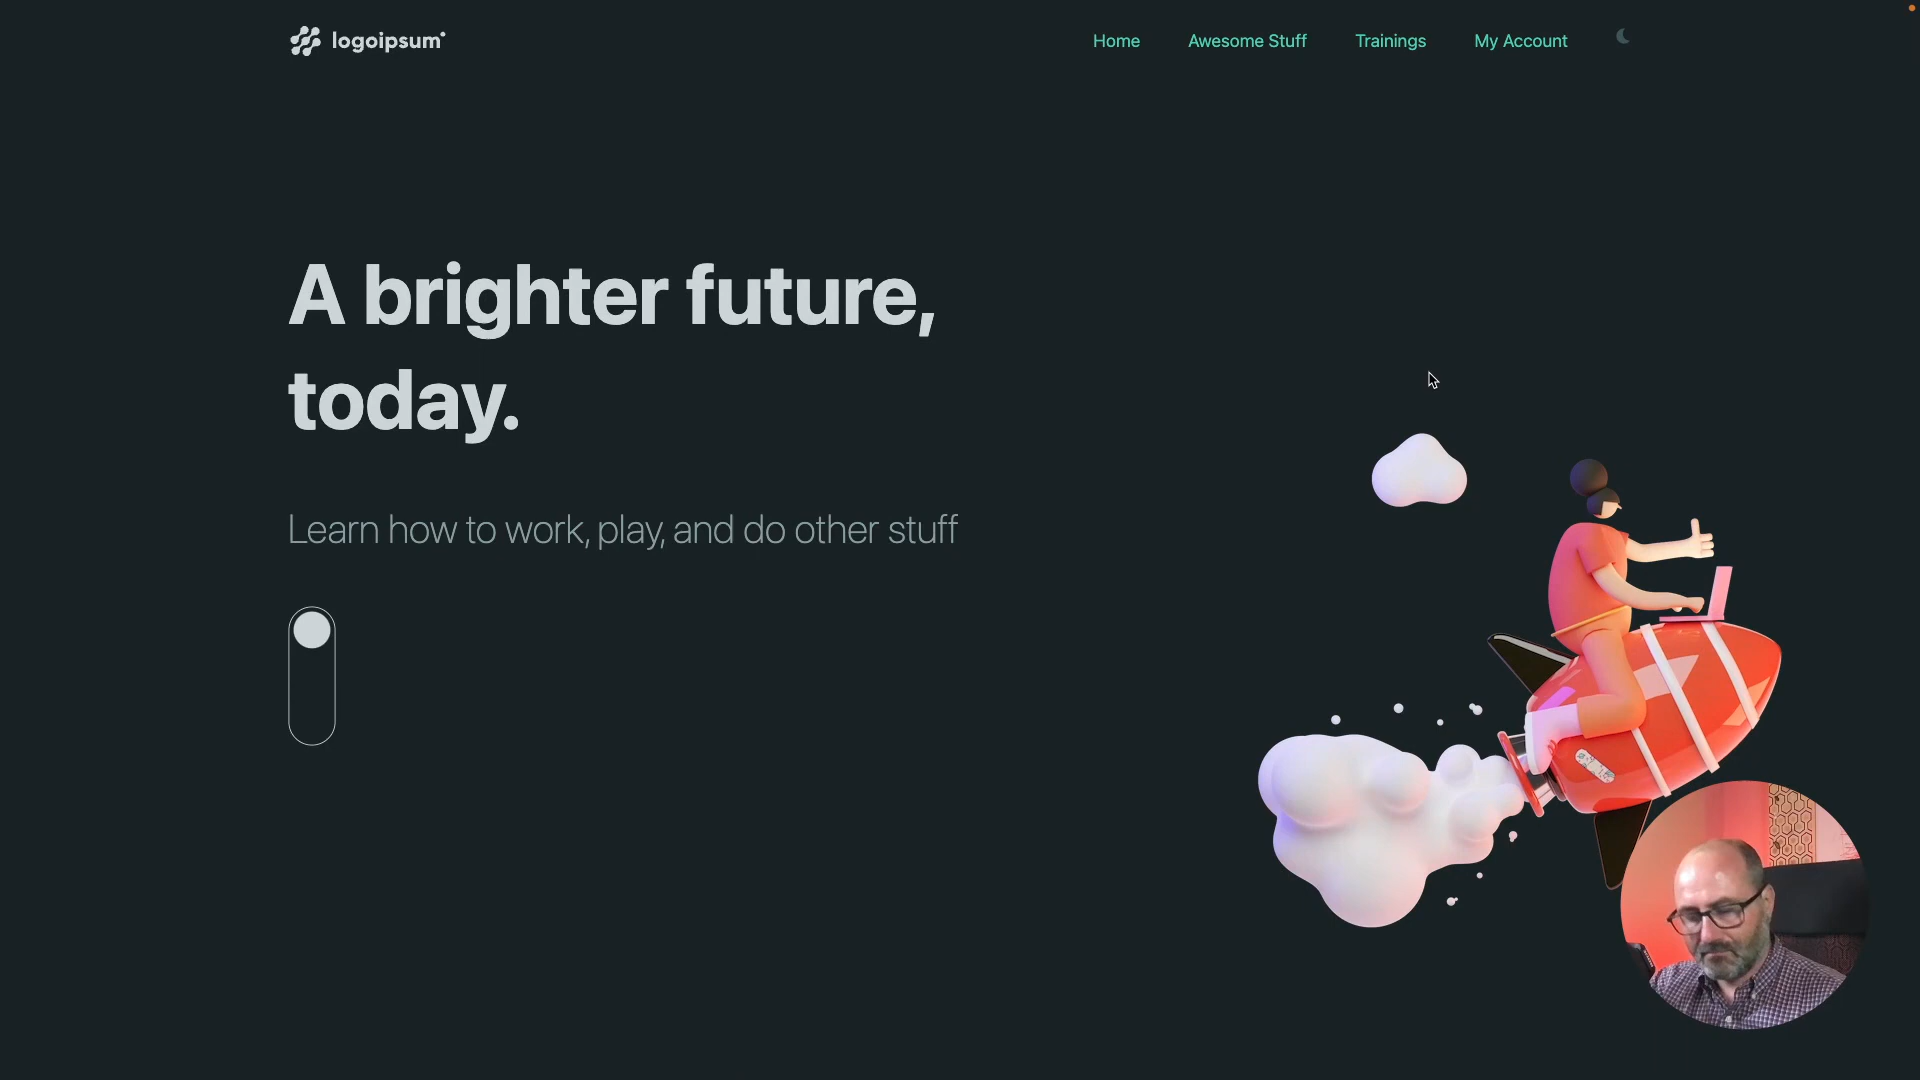 logoipsum
Home
Awesome Stuff
Trainings
My Account
A brighter future,
today.
Learn how to work, play, and do other stuff